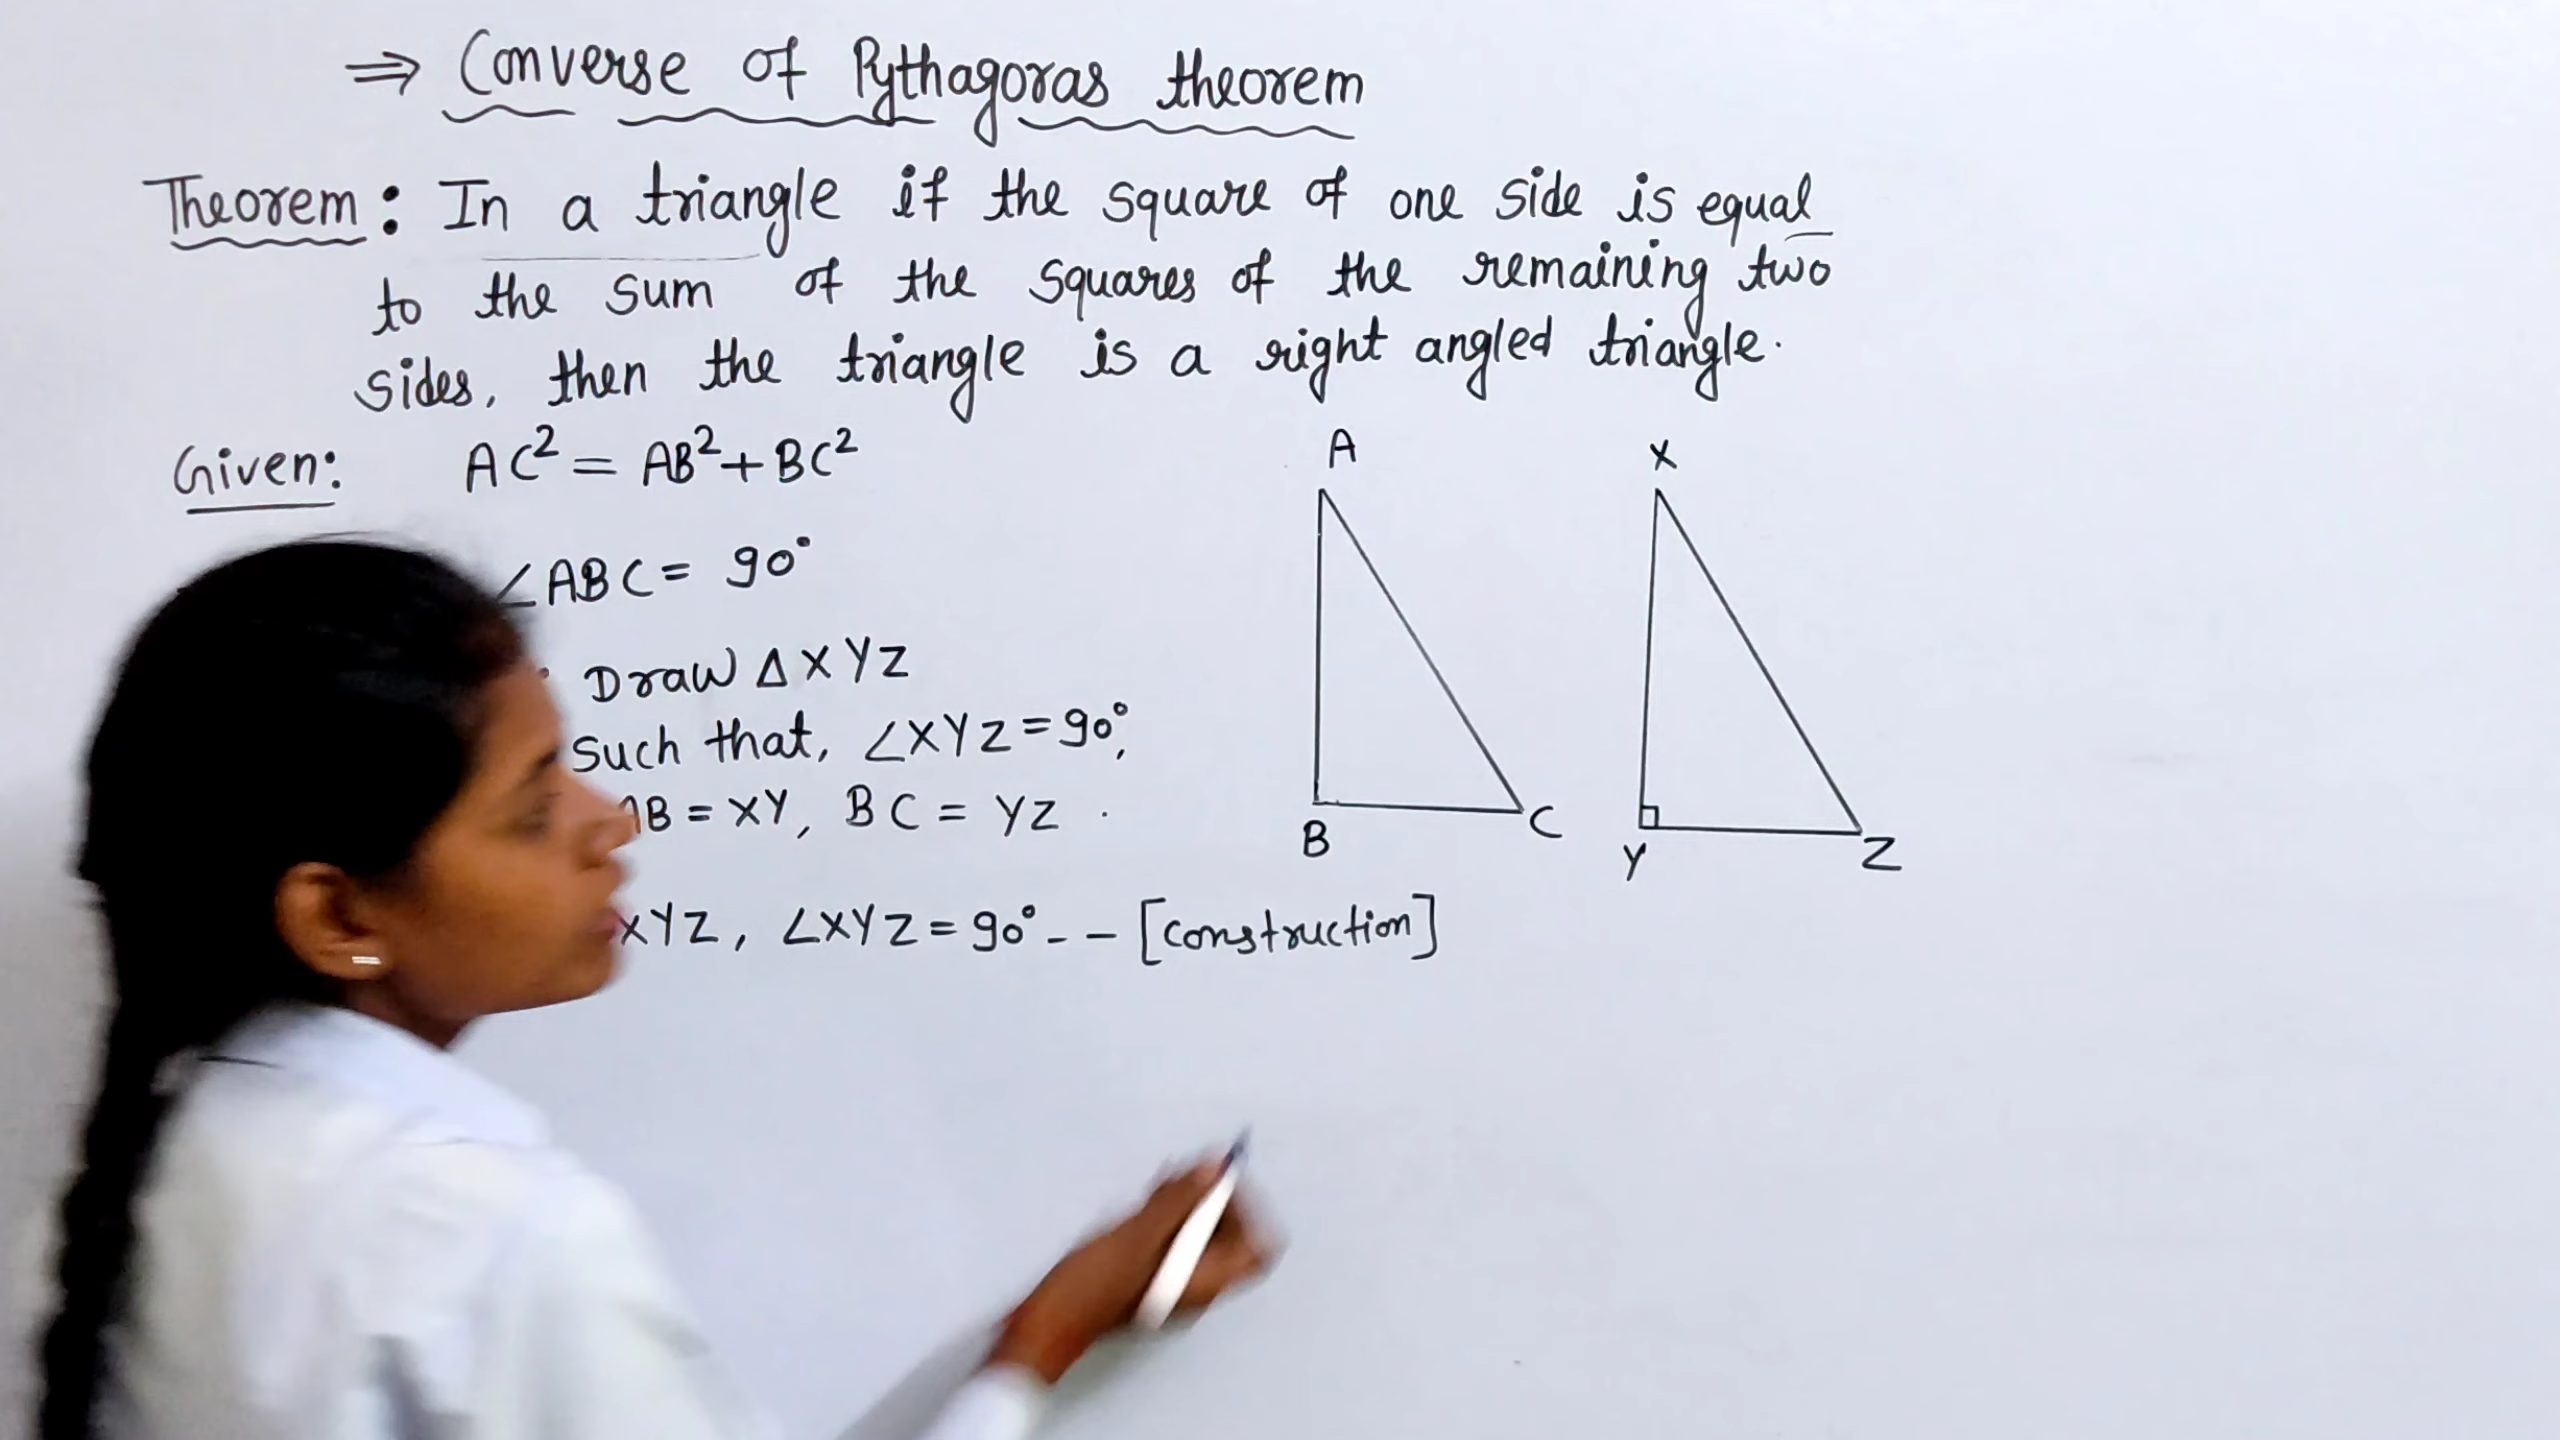 ⇒ Converse of Pythagoras theorem
Theorem: In a triangle if the square of one side is equal
to the sum of the squares of the remaining two
sides, then the triangle is a right angled triangle.
Given: AC² = AB² + BC²
∠ABC = 90°
Draw Δ XYZ
Such that, ∠XYZ = 90°,
AB = XY, BC = YZ .
XYZ, ∠XYZ = 90° - - [Construction]
A
B
C
X
Y
Z